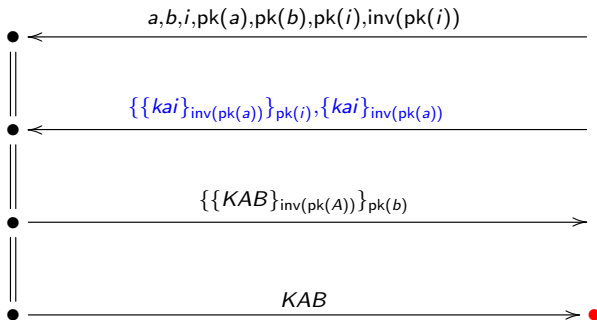 a,b,i,pk(a),pk(b),pk(i),inv(pk(i))
{{kai}inv(pk(a))}pk(i),{kai}inv(pk(a))
{{KAB}inv(pk(A))}pk(b)
KAB